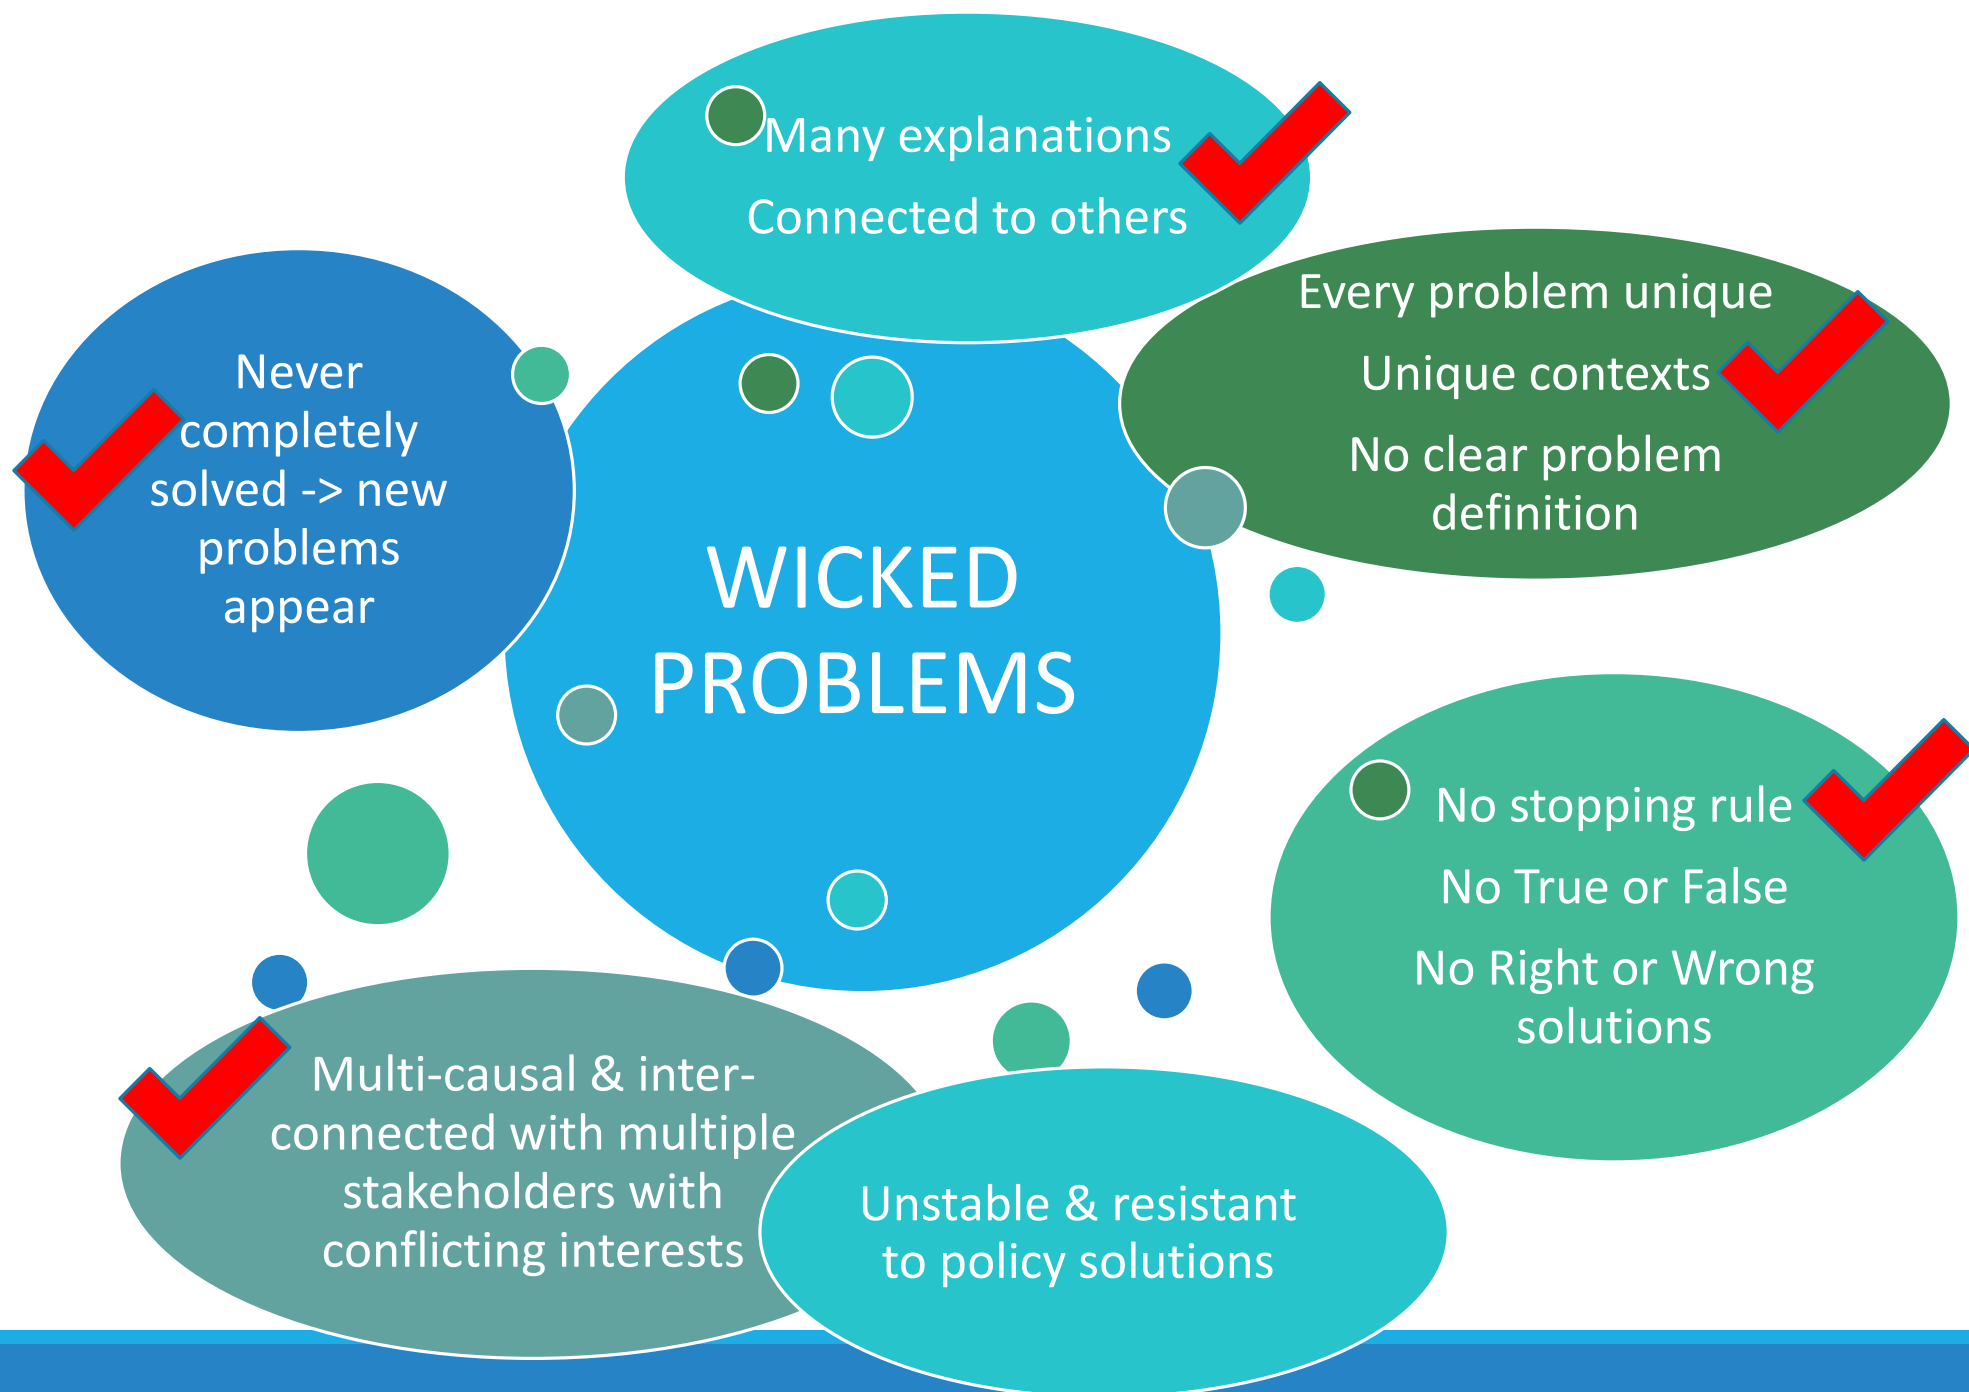 Many explanations
Connected to others
Every problem unique
Unique contexts
No clear problem
definition
Never
completely
solved -> new
problems
appear
WICKED
PROBLEMS
No stopping rule
No True or False
No Right or Wrong
solutions
Multi-causal & inter-
connected with multiple
stakeholders with
conflicting interests
Unstable & resistant
to policy solutions